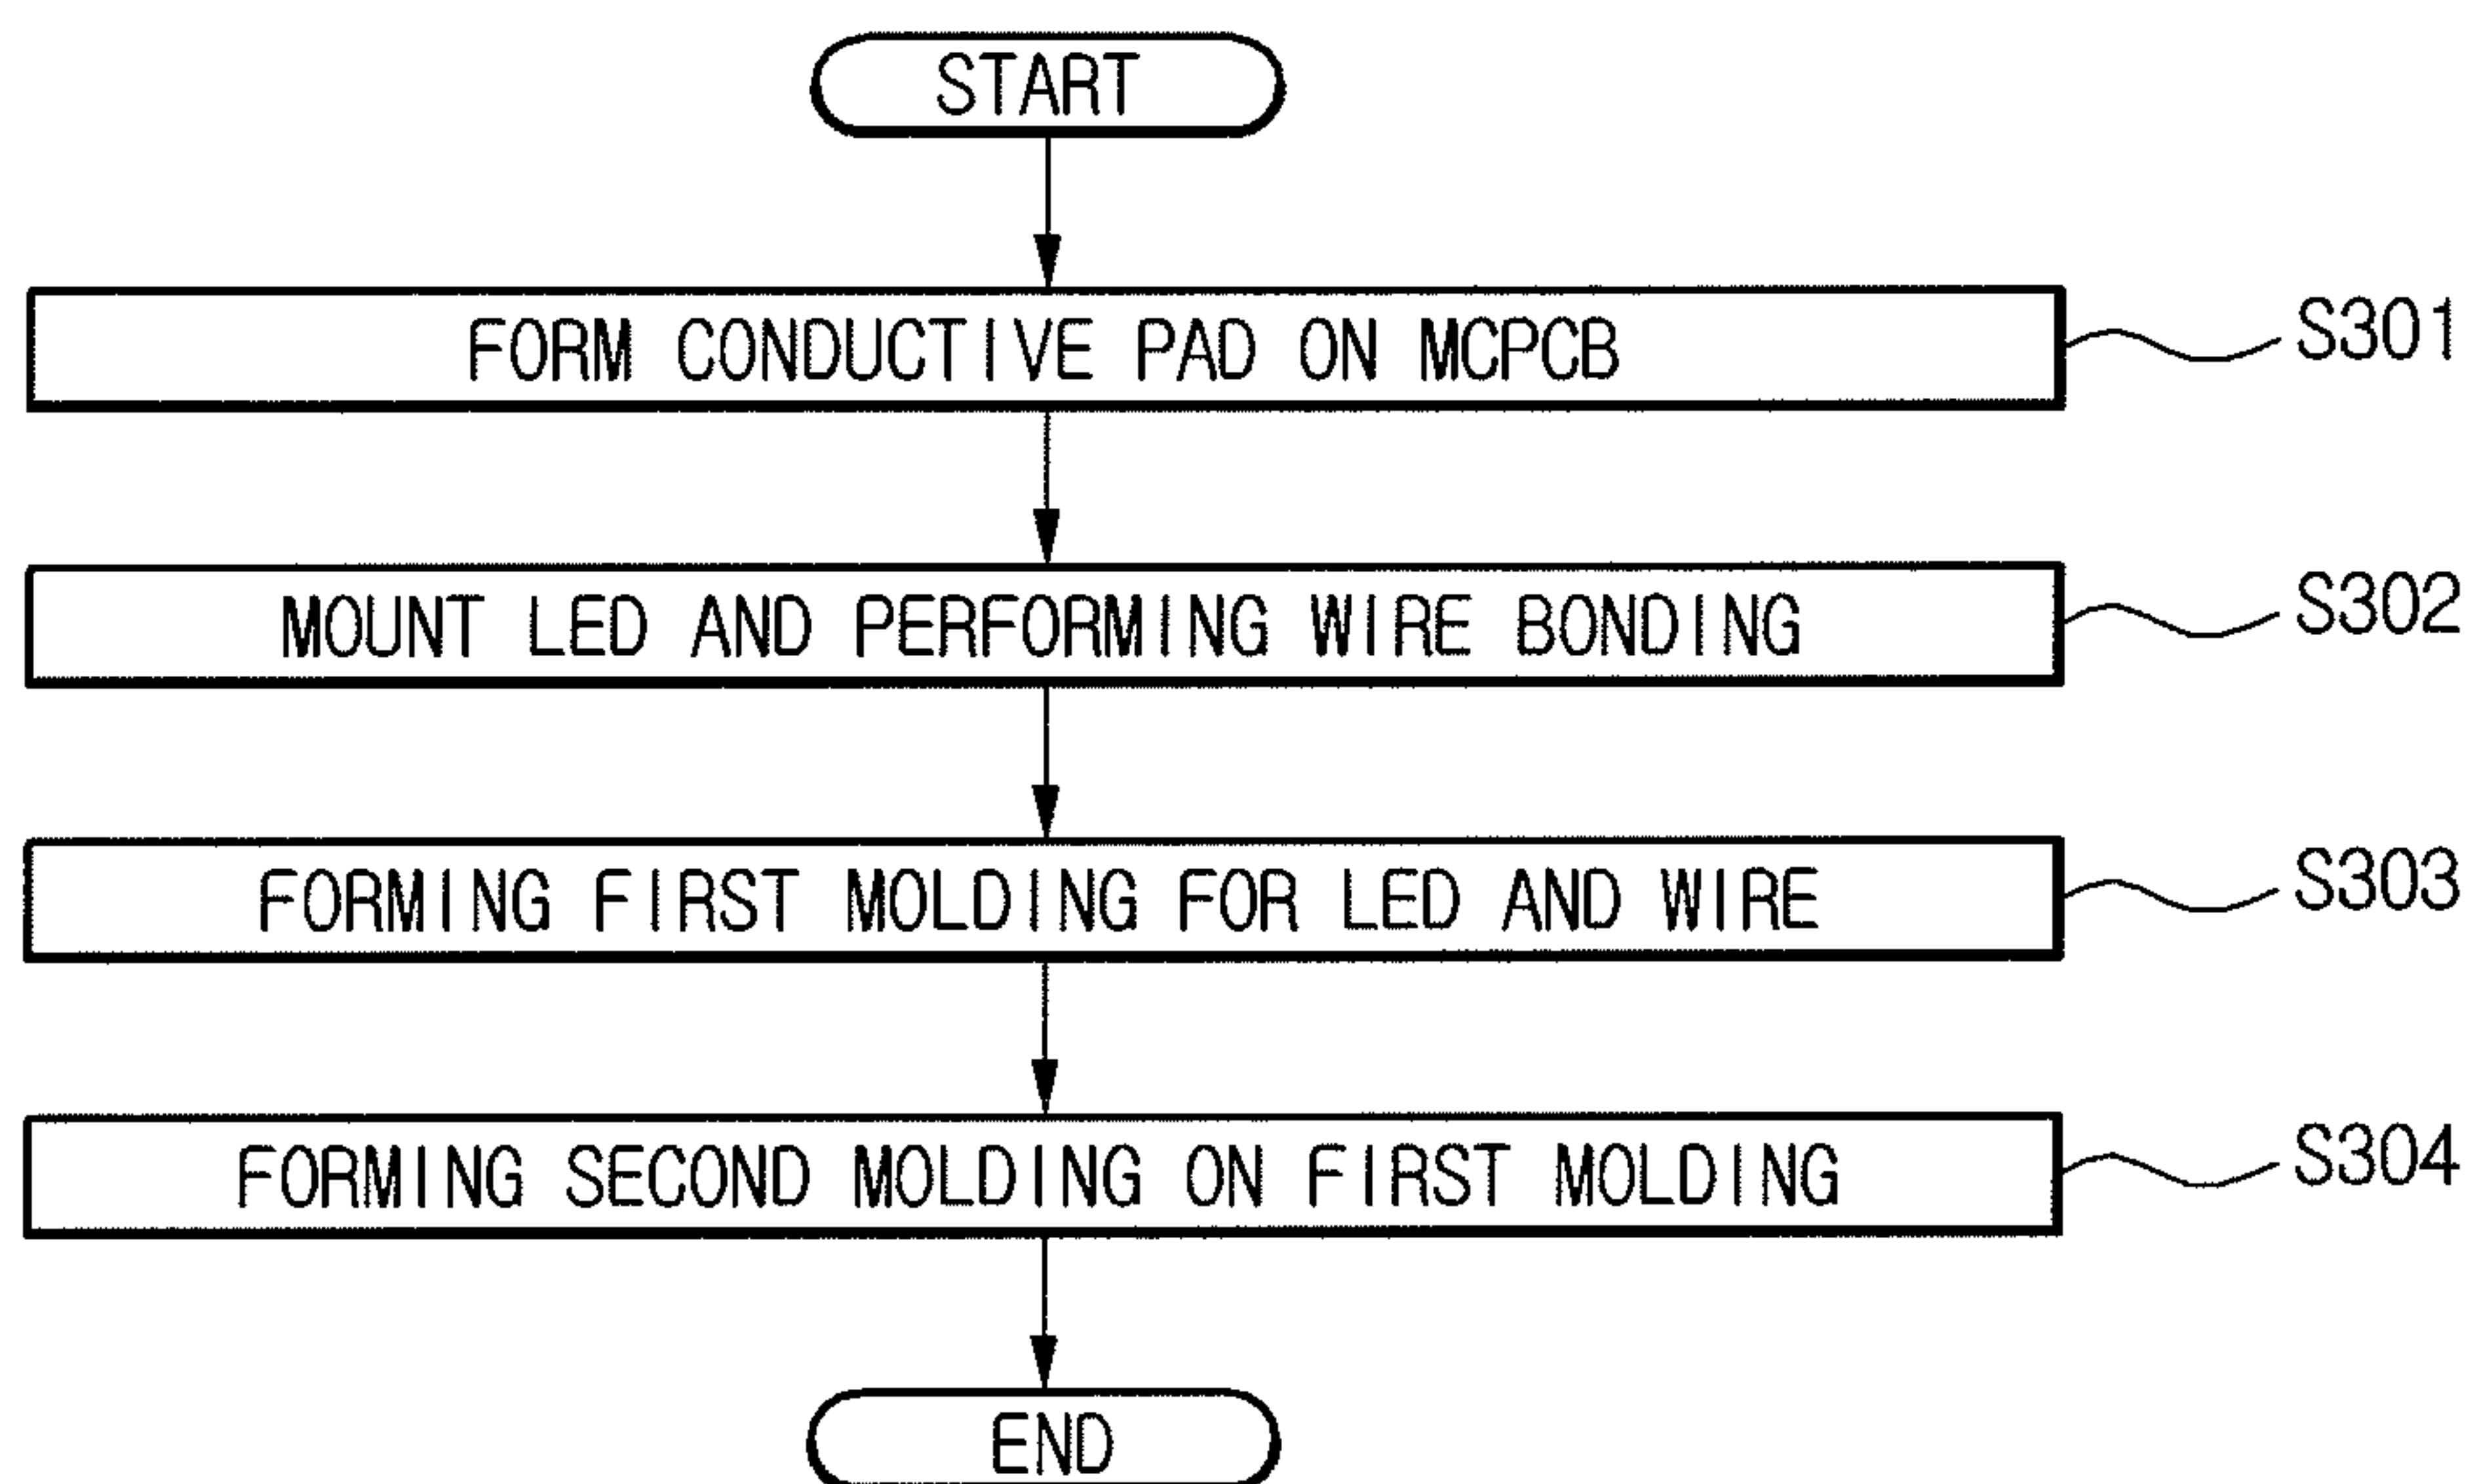 START
FORM CONDUCTIVE PAD ON MCPCB
S301
MOUNT LED AND PERFORMING WIRE BONDING
S302
FORMING FIRST MOLDING FOR LED AND WIRE
S303
FORMING SECOND MOLDING ON FIRST MOLDING
S304
END